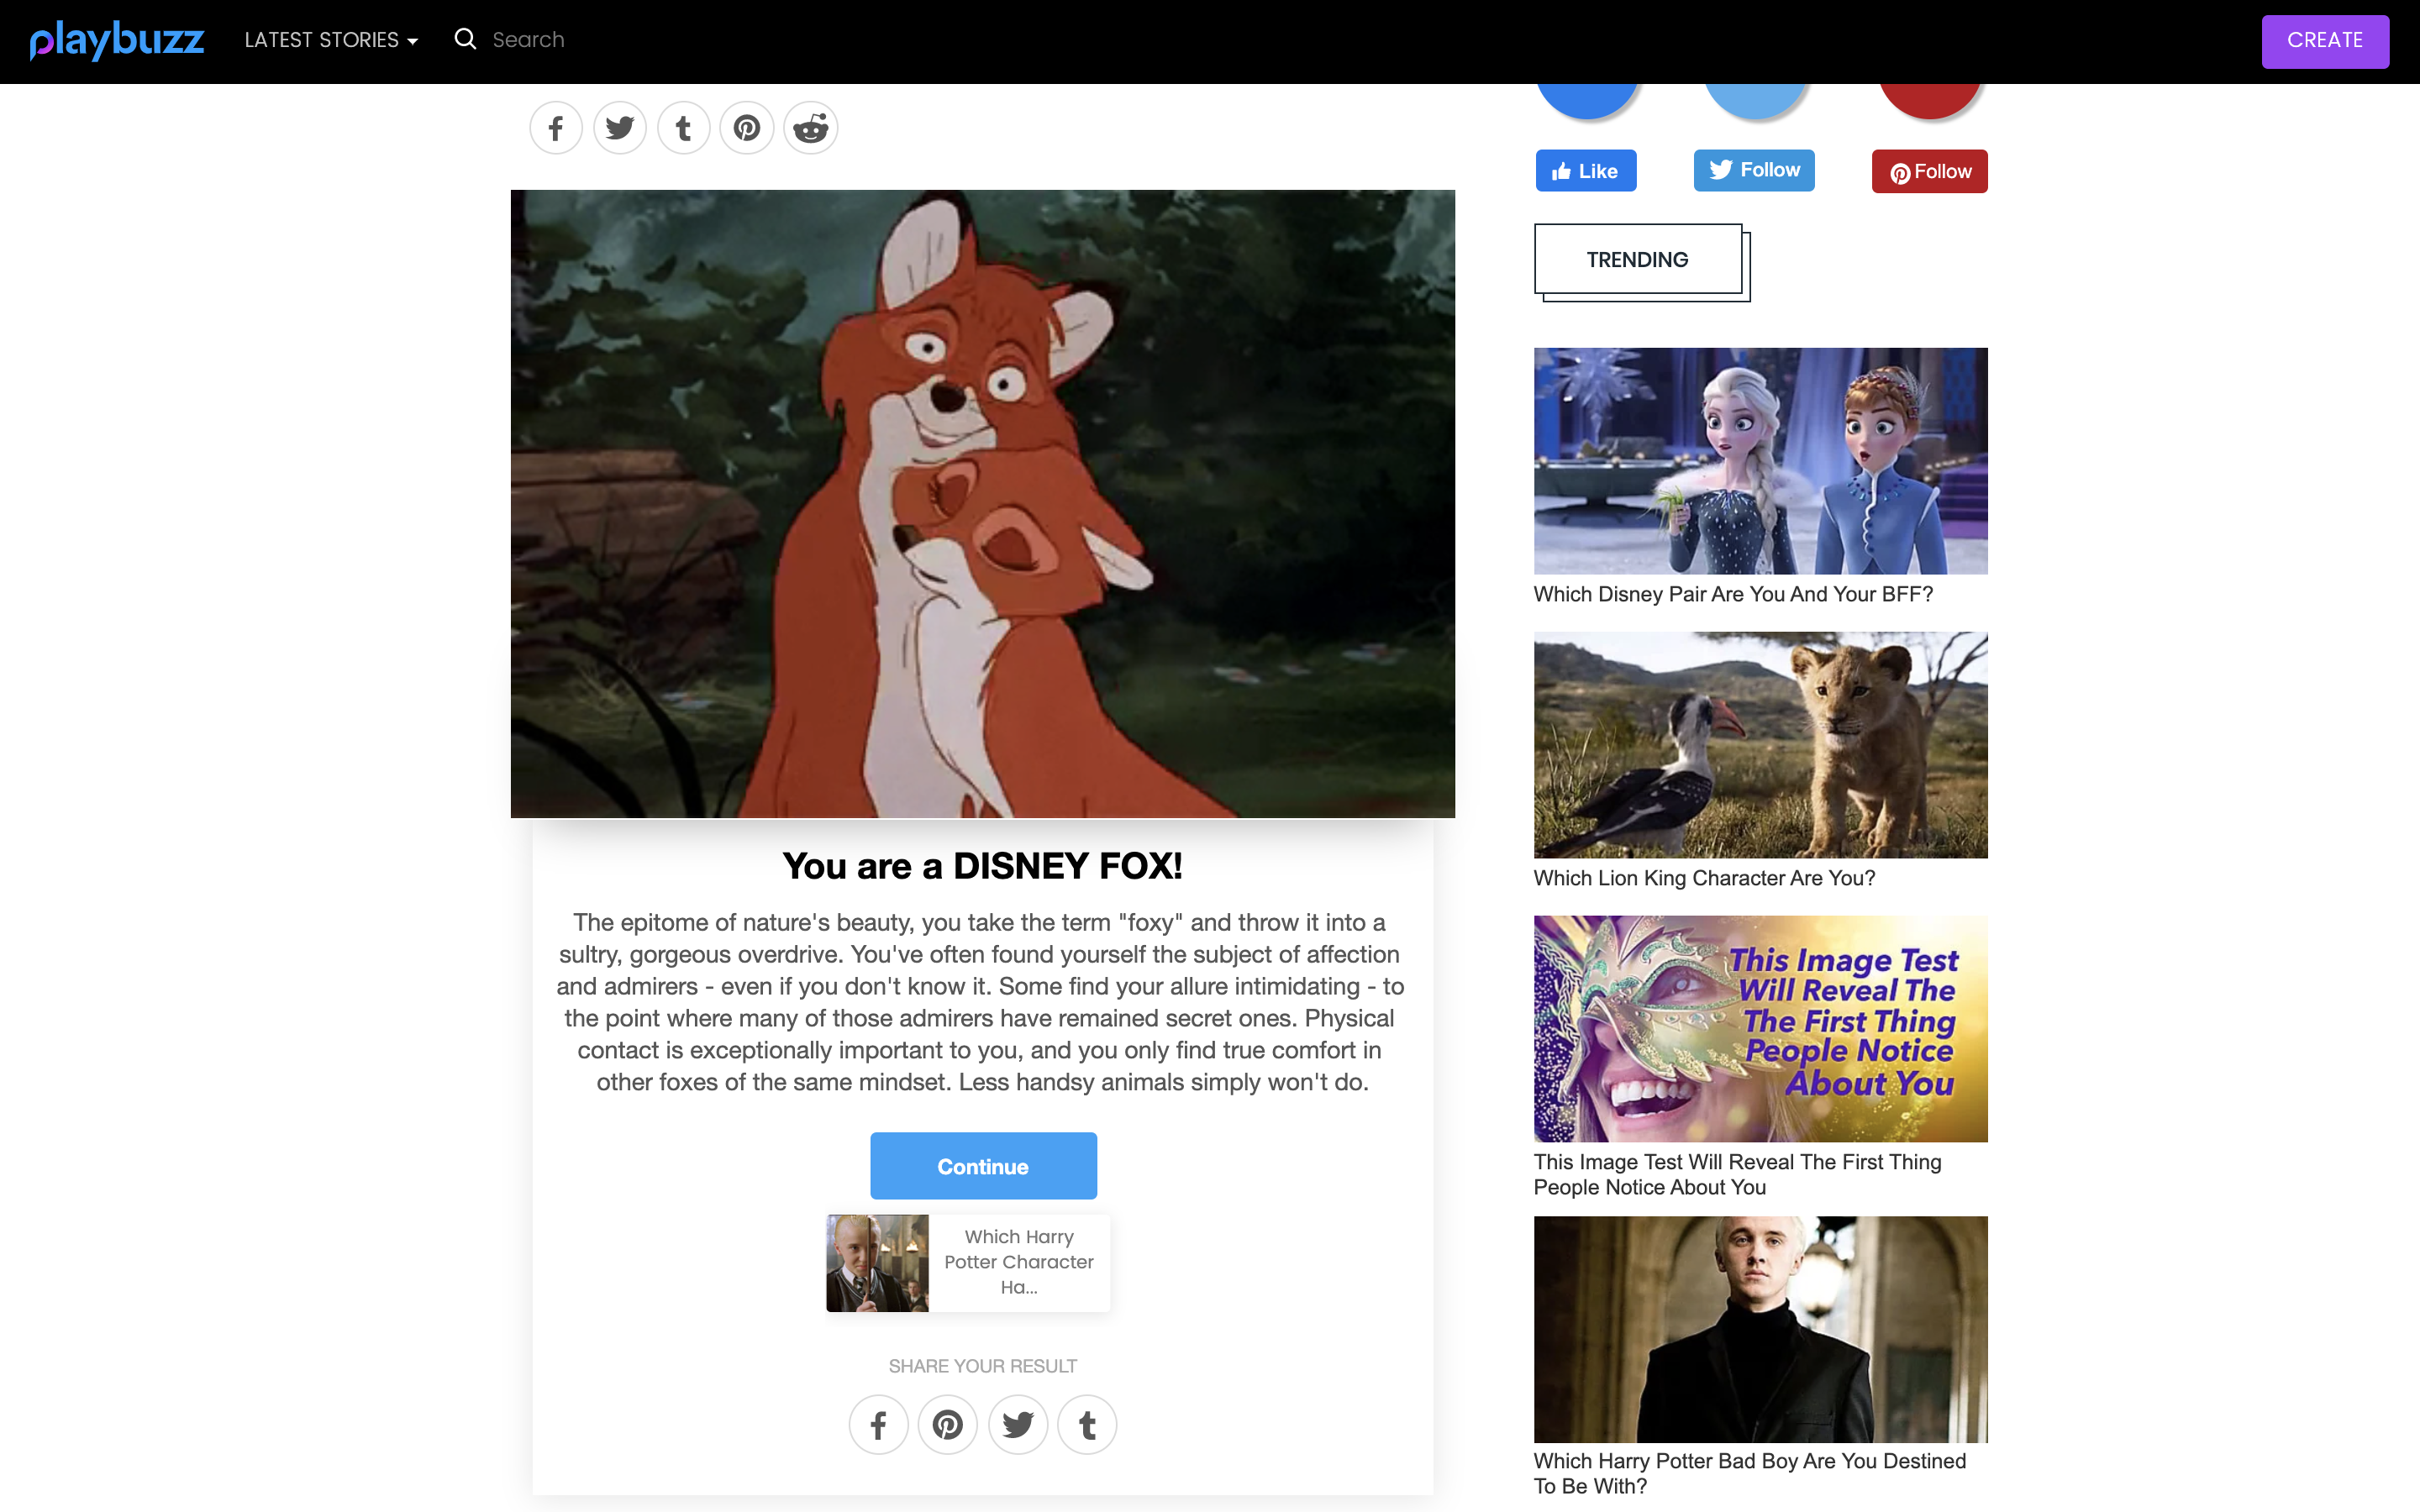 playbuzz
LATEST STORIES
Search
CREATE
Like
Follow
Follow
TRENDING
Which Disney Pair Are You And Your BFF?
Which Lion King Character Are You?
This Image Test
Will Reveal The
The First Thing
People Notice
About You
This Image Test Will Reveal The First Thing
People Notice About You
Which Harry Potter Bad Boy Are You Destined
To Be With?
You are a DISNEY FOX!
The epitome of nature's beauty, you take the term "foxy" and throw it into a
sultry, gorgeous overdrive. You've often found yourself the subject of affection
and admirers - even if you don't know it. Some find your allure intimidating - to
the point where many of those admirers have remained secret ones. Physical
contact is exceptionally important to you, and you only find true comfort in
other foxes of the same mindset. Less handsy animals simply won't do.
Continue
Which Harry
Potter Character
Ha...
SHARE YOUR RESULT